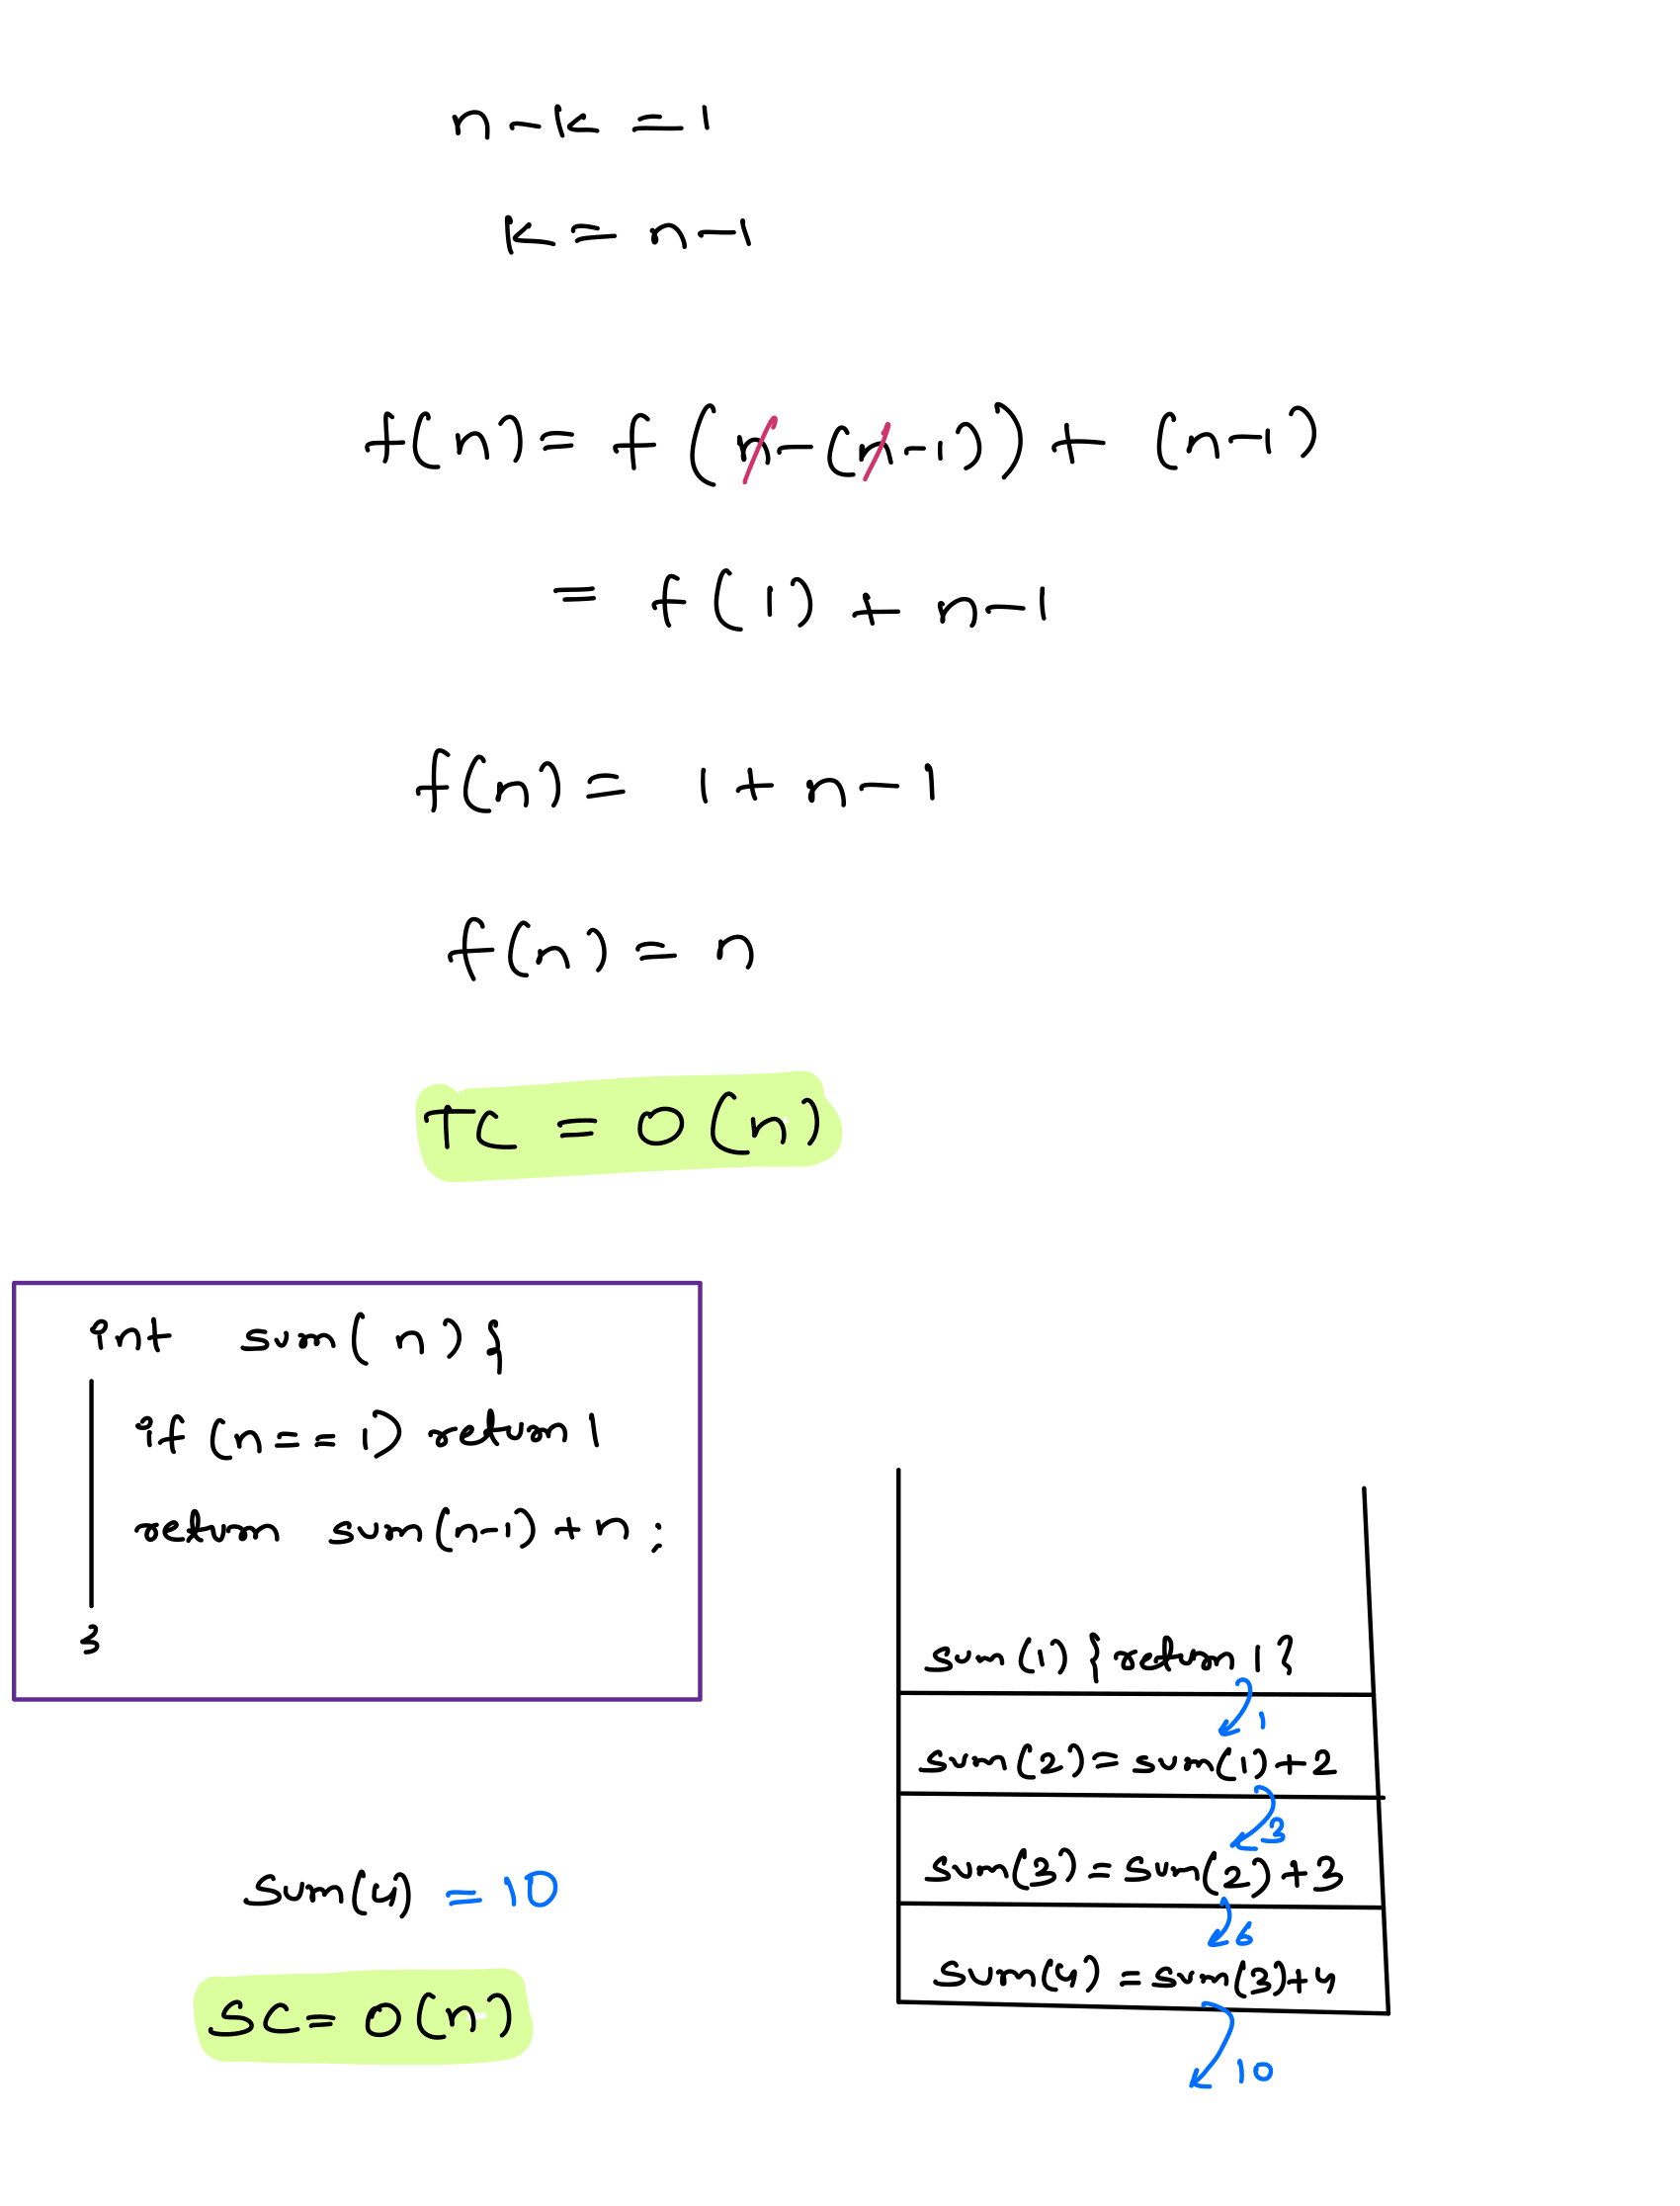 n-k = 1
k = n-1
f(n) = f(n-(n-1)) + (n-1)
= f(1) + n-1
f(n) = 1 + n - 1
f(n) = n
TC = O(n)
int sum(n) {
if (n == 1) return 1
return sum(n-1) + n ;
}
sum(1) {return 1}
1
sum(2) = sum(1) + 2
3
sum(3) = sum(2) + 3
6
sum(4) = sum(3) + 4
10
sum(4) = 10
SC = O(n)